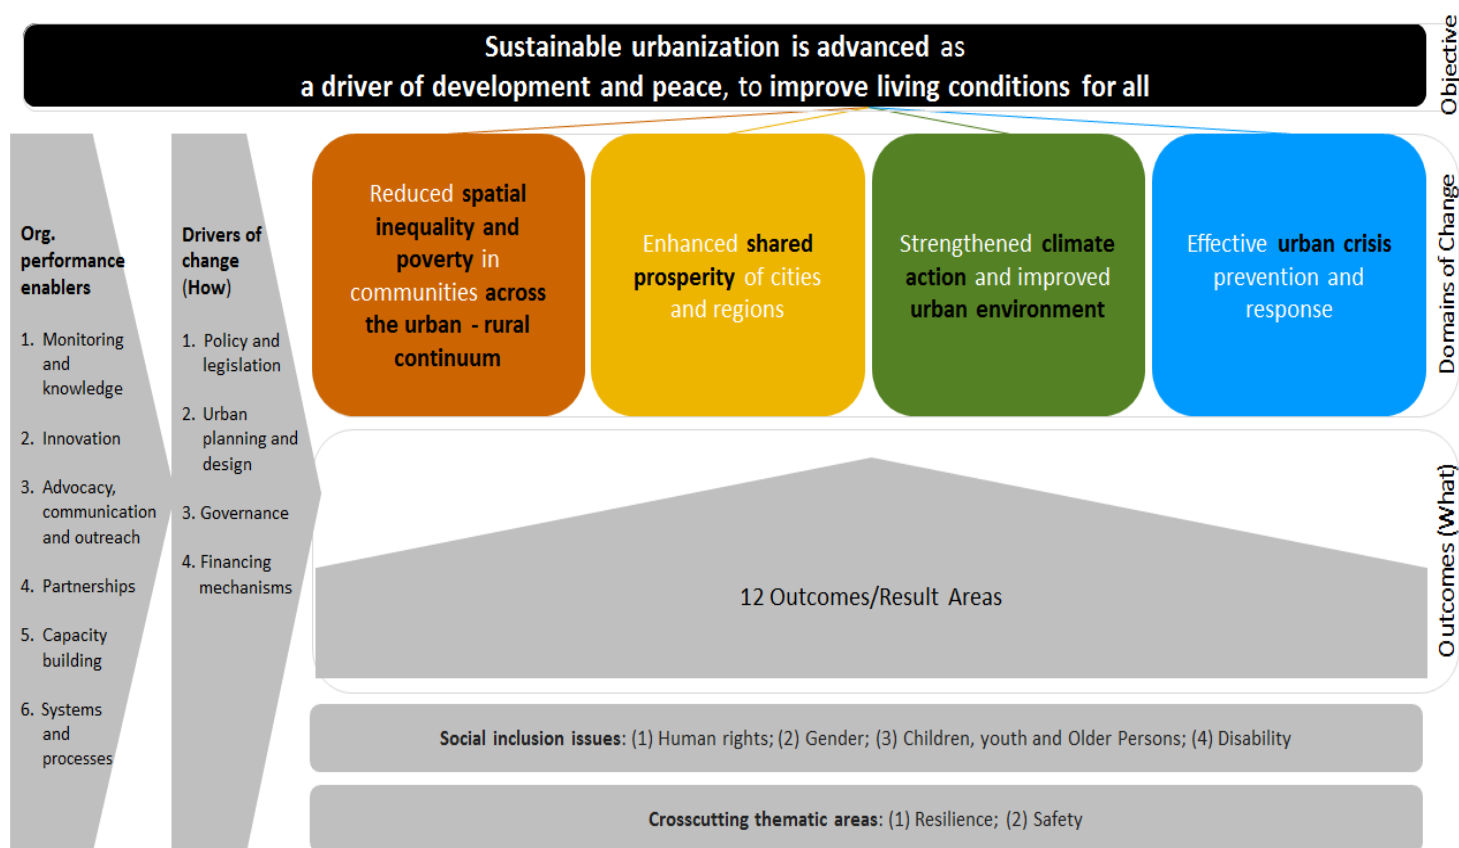 Sustainable urbanization is advanced as
a driver of development and peace, to improve living conditions for all
Objective
Org.
performance
enablers
1. Monitoring
and
knowledge
2. Innovation
3. Advocacy,
communication
and outreach
4. Partnerships
5. Capacity
building
6. Systems
and
processes
Drivers of
change
(How)
1. Policy and
legislation
2. Urban
planning and
design
3. Governance
4. Financing
mechanisms
Reduced spatial
inequality and
poverty in
communities across
the urban - rural
continuum
Enhanced shared
prosperity of cities
and regions
Strengthened climate
action and improved
urban environment
Effective urban crisis
prevention and
response
Domains of Change
12 Outcomes/Result Areas
Outcomes (What)
Social inclusion issues: (1) Human rights; (2) Gender; (3) Children, youth and Older Persons; (4) Disability
Crosscutting thematic areas: (1) Resilience; (2) Safety